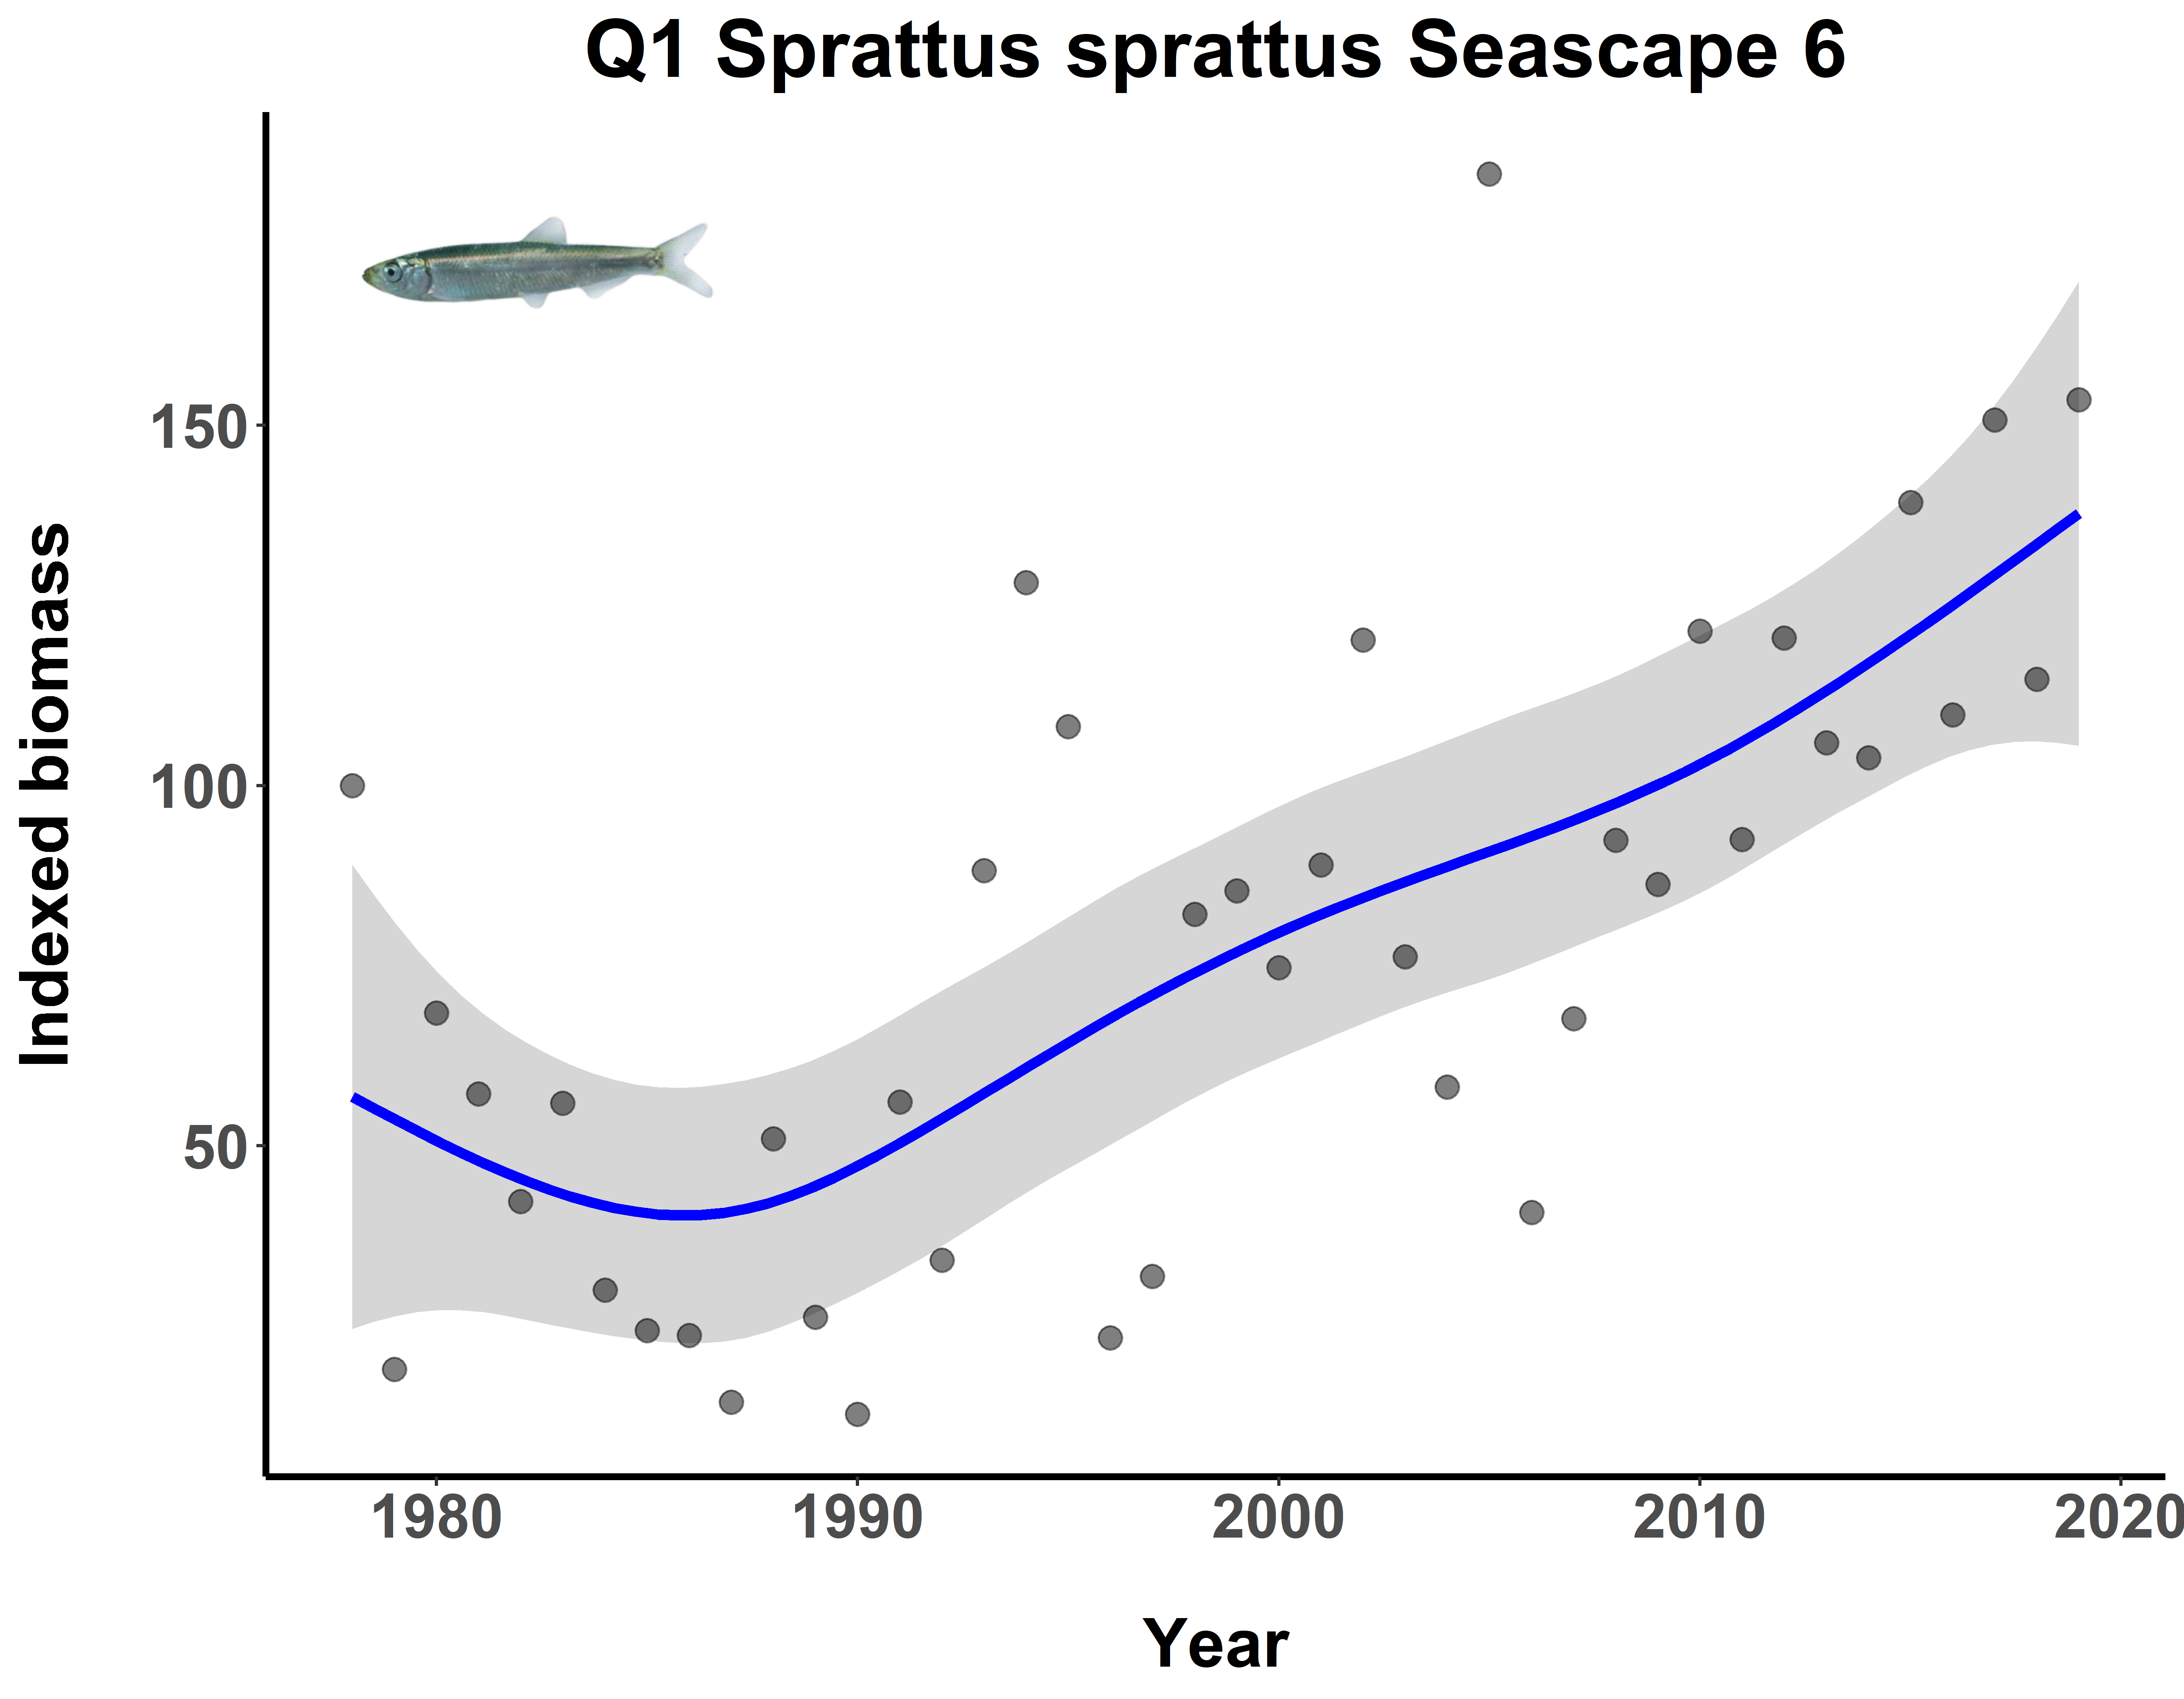 Q1 Sprattus sprattus Seascape 6
Indexed biomass
150
100
50
1980 1990 2000 2010 2020
Year